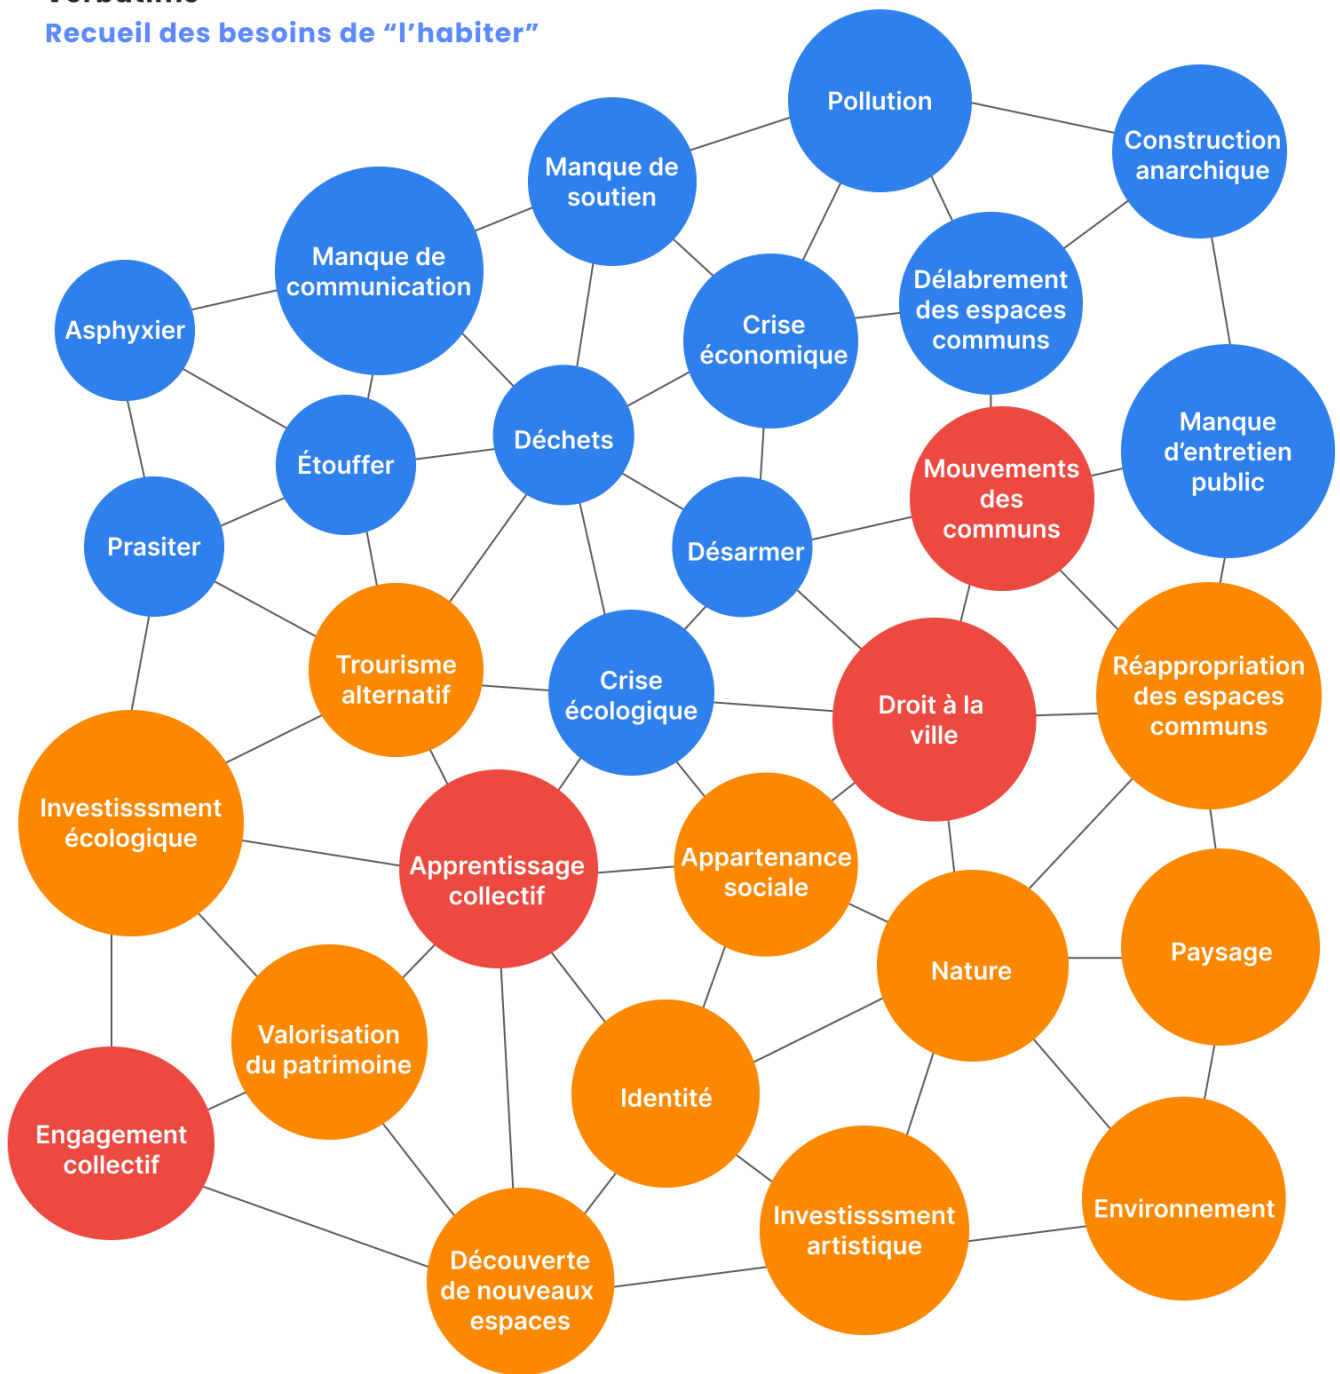 Verbatims
Recueil des besoins de “l’habiter”
Pollution
Construction
anarchique
Manque de
soutien
Manque de
communication
Délabrement
des espaces
communs
Asphyxier
Crise
économique
Manque
d’entretien
public
Déchets
Étouffer
Mouvements
des
communs
Prasiter
Désarmer
Trourisme
alternatif
Crise
écologique
Droit à la
ville
Réappropriation
des espaces
communs
Investisssment
écologique
Apprentissage
collectif
Appartenance
sociale
Nature
Paysage
Valorisation
du patrimoine
Identité
Engagement
collectif
Investisssment
artistique
Environnement
Découverte
de nouveaux
espaces